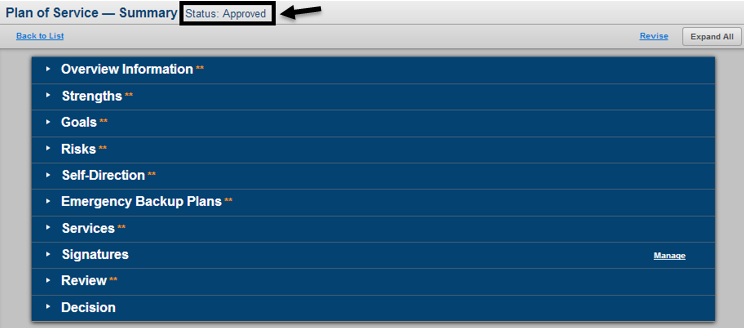 Plan of Service — Summary Status: Approved
Back to List Revise Expand All
Overview Information **
Strengths **
Goals **
Risks **
Self-Direction **
Emergency Backup Plans **
Services **
Signatures Manage
Review **
Decision